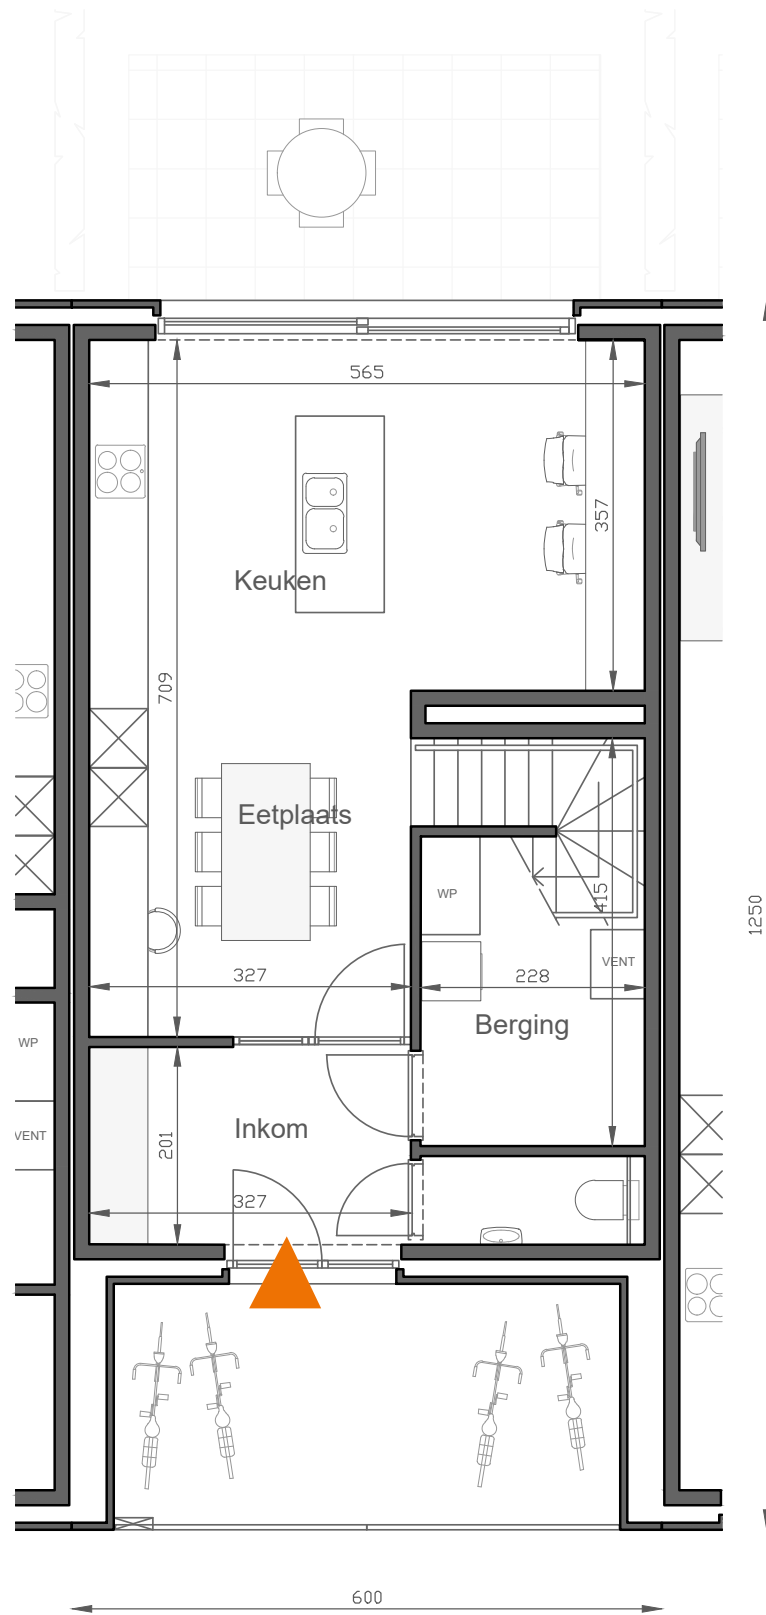 565
357
Keuken
709
Eetplaats
WP
415
1250
VENT
327
228
Berging
WP
Inkom
VENT
201
327
600